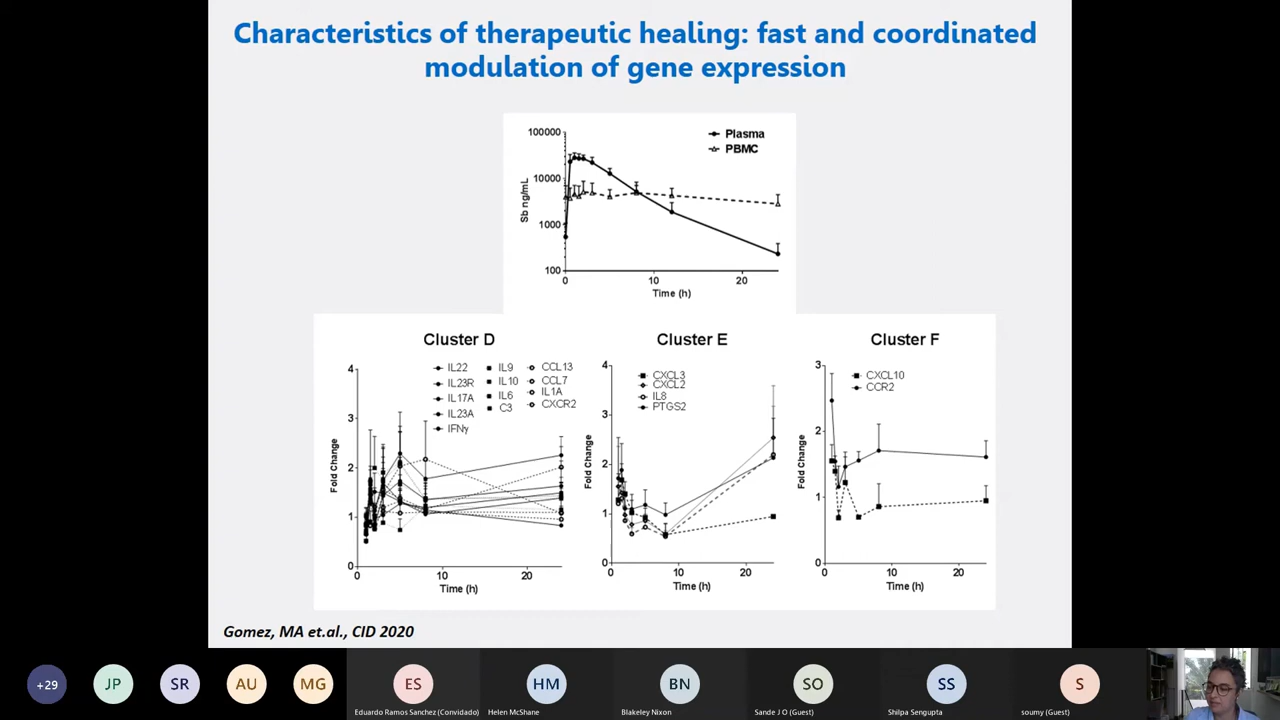 Characteristics of therapeutic healing: fast and coordinated
modulation of gene expression
Plasma
PBMC
100000
10000
1000
100
Sb ng/mL
0
10
20
Time (h)
Cluster D
IL22
IL23R
IL17A
IL23A
IFNγ
IL9
IL10
IL6
C3
CCL13
CCL7
IL1A
CXCR2
4
3
2
1
0
Fold Change
0
10
20
Time (h)
Cluster E
CXCL3
CXCL2
IL8
PTGS2
4
3
2
1
0
Fold Change
0
10
20
Time (h)
Cluster F
CXCL10
CCR2
3
2
1
0
Fold Change
0
10
20
Time (h)
Gomez, MA et.al., CID 2020
+29
JP
SR
AU
MG
ES
Eduardo Ramos Sanchez (Convidado)
HM
Helen McShane
BN
Blakeley Nixon
SO
Sande J O (Guest)
SS
Shilpa Sengupta
S
soumy (Guest)